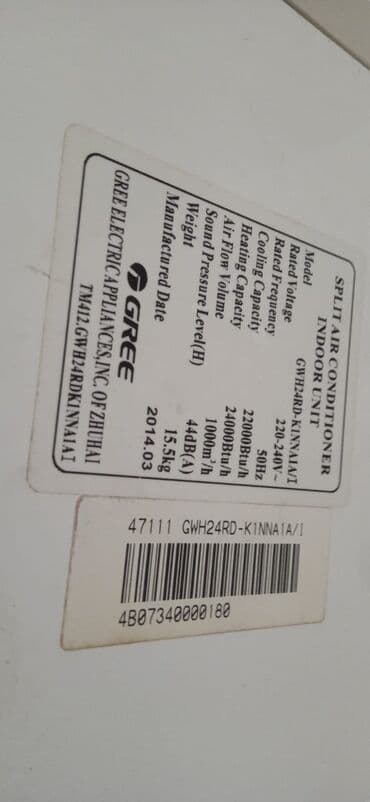 SPLIT AIR CONDITIONER
INDOOR UNIT
Model GWH24RD-K1NNA1A/I
Rated Voltage 220-240V~
Rated Frequency 50Hz
Cooling Capacity 22000Btu/h
Heating Capacity 24000Btu/h
Air Flow Volume 1000m³/h
Sound Pressure Level(H) 44dB(A)
Weight 15.5kg
Manufactured Date 2014.03
GREE
GREE ELECTRIC APPLIANCES,INC. OF ZHUHAI
TM412.GWH24RDK1NNA1AI
47111 GWH24RD-K1NNA1A/I
4B07340000180